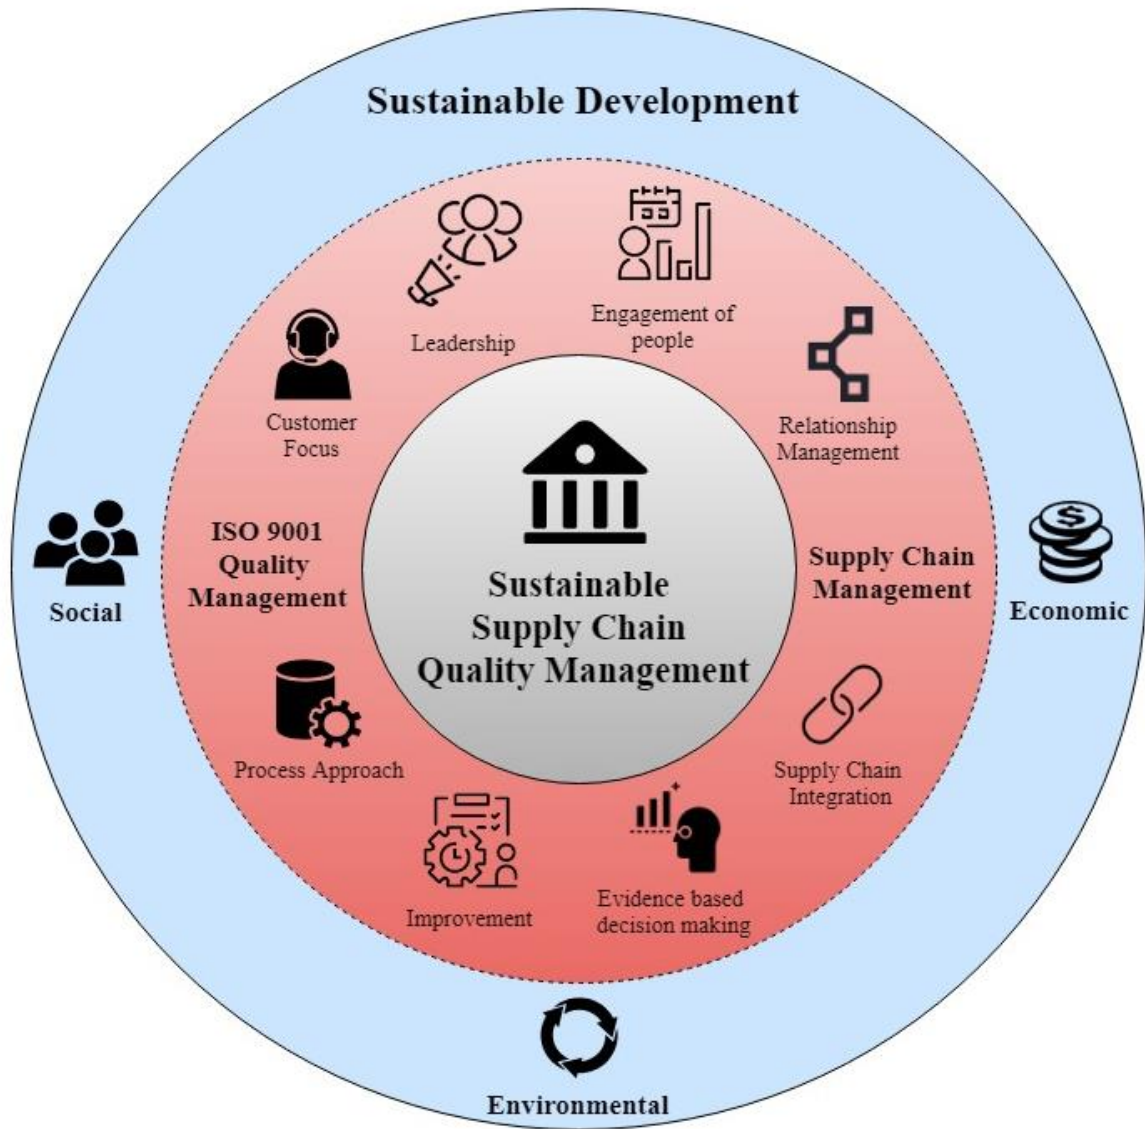 Sustainable Development
Leadership
Engagement of
people
Customer
Focus
Relationship
Management
ISO 9001
Quality
Management
Supply Chain
Management
Social
Economic
$
Sustainable
Supply Chain
Quality Management
Process Approach
Supply Chain
Integration
Improvement
Evidence based
decision making
Environmental